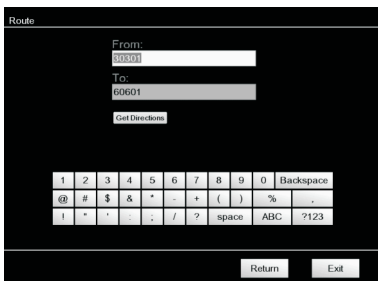 Route
From:
30301
To:
60601
Get Directions
1 2 3 4 5 6 7 8 9 0 Backspace
@ # $ & * - + ( ) % ,
! " ' : ; / ? space ABC ?123
Return Exit